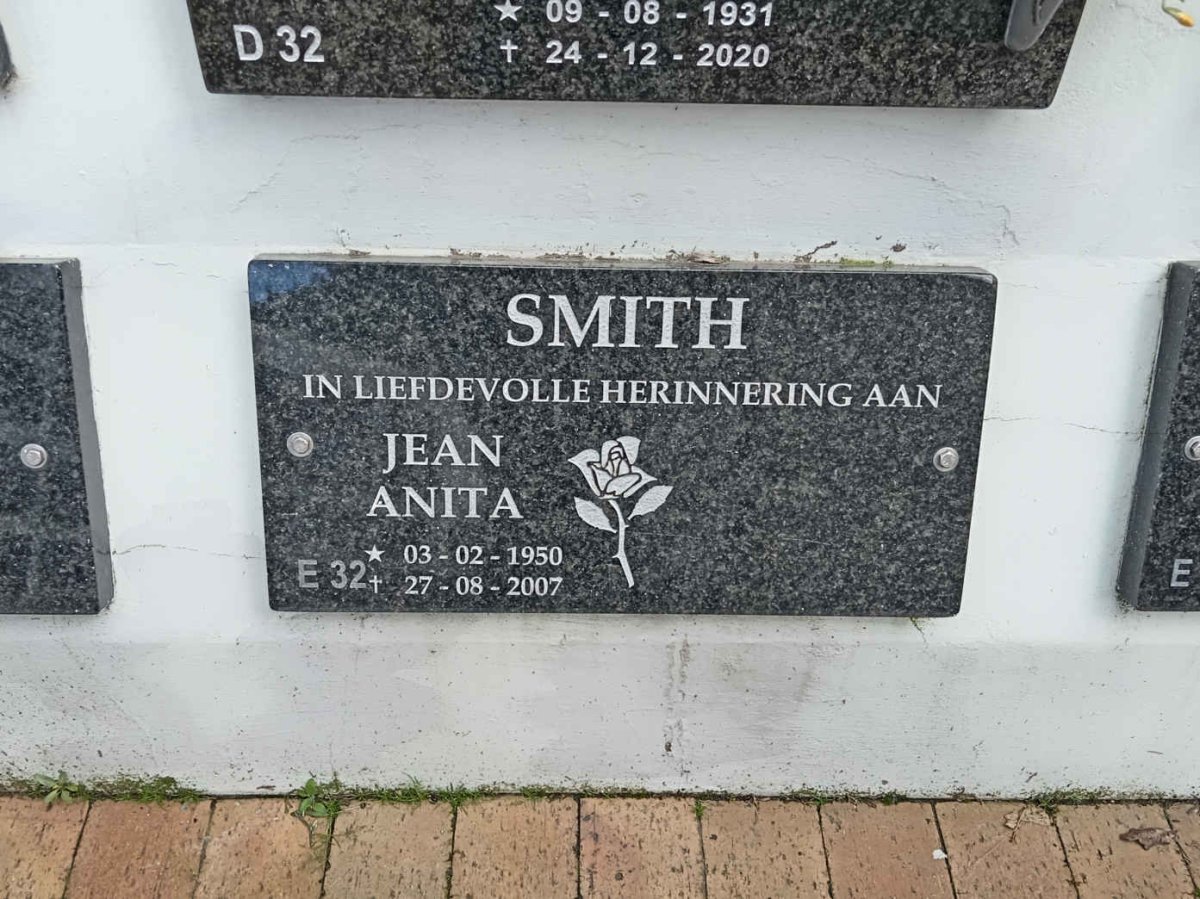 ★ 09 - 08 - 1931
D 32 ✝ 24 - 12 - 2020
SMITH
IN LIEFDEVOLLE HERINNERING AAN
JEAN
ANITA
★ 03 - 02 - 1950
E 32 ✝ 27 - 08 - 2007
E